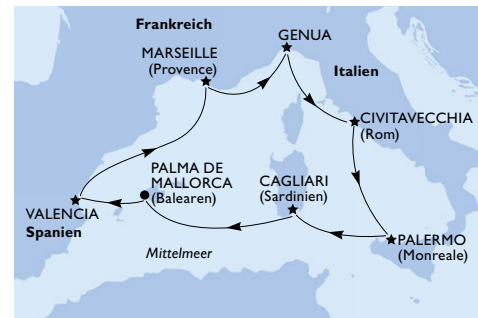 Frankreich
GENUA
MARSEILLE
(Provence)
Italien
CIVITAVECCHIA
(Rom)
PALMA DE
MALLORCA
(Balearen)
CAGLIARI
(Sardinien)
VALENCIA
Spanien
PALERMO
(Monreale)
Mittelmeer